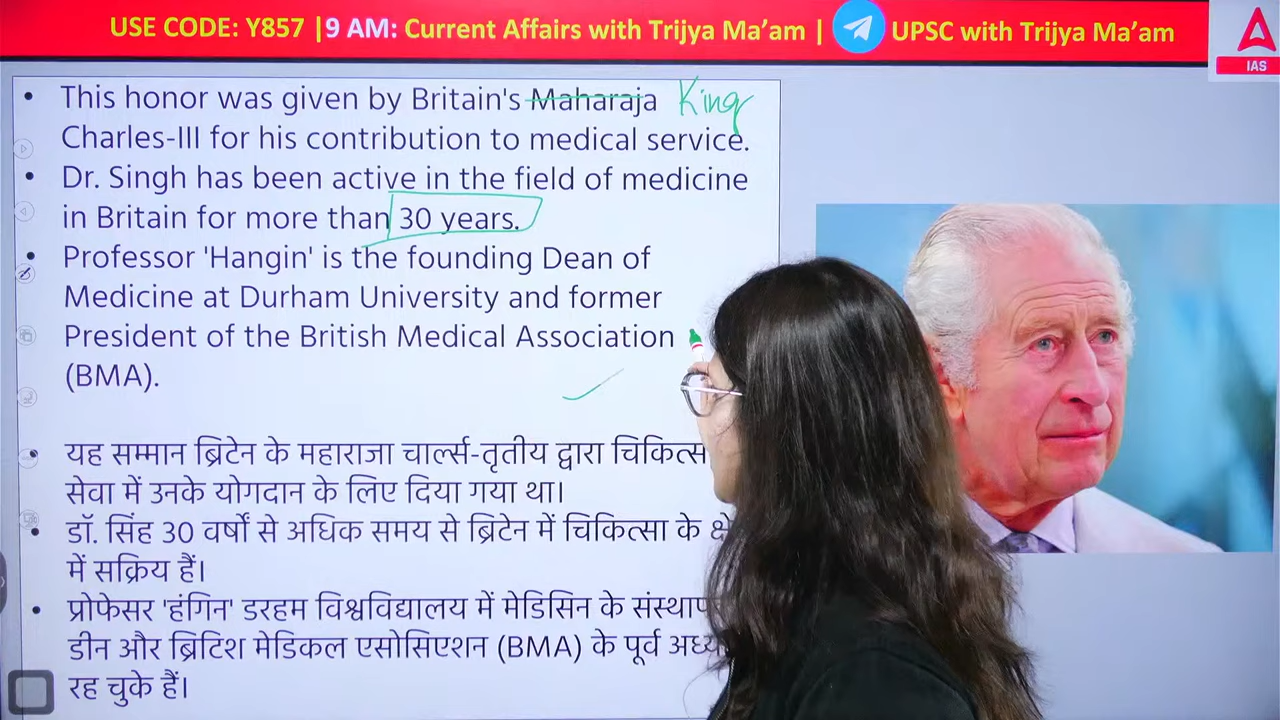 USE CODE: Y857 |9 AM: Current Affairs with Trijya Ma’am | UPSC with Trijya Ma’am
IAS
• This honor was given by Britain's Maharaja King
Charles-III for his contribution to medical service.
• Dr. Singh has been active in the field of medicine
in Britain for more than 30 years.
• Professor 'Hangin' is the founding Dean of
Medicine at Durham University and former
President of the British Medical Association
(BMA).
• यह सम्मान ब्रिटेन के महाराजा चार्ल्स-तृतीय द्वारा
सेवा में उनके योगदान के लिए दिया गया था।
• डॉ. सिंह 30 वर्षों से अधिक समय से ब्रिटेन में चिकित्सा के
में सक्रिय हैं।
• प्रोफेसर 'हंगिन' डरहम विश्वविद्यालय में मेडिसिन के
डीन और ब्रिटिश मेडिकल एसोसिएशन (BMA) के पूर्व
रह चुके हैं।